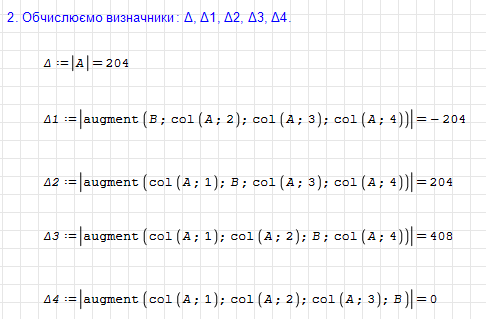 2. Обчислюємо визначники: Δ, Δ1, Δ2, Δ3, Δ4.
Δ:=|A|=204
Δ1:=|augment(B; col(A; 2); col(A; 3); col(A; 4))|=-204
Δ2:=|augment(col(A; 1); B; col(A; 3); col(A; 4))|=204
Δ3:=|augment(col(A; 1); col(A; 2); B; col(A; 4))|=408
Δ4:=|augment(col(A; 1); col(A; 2); col(A; 3); B)|=0